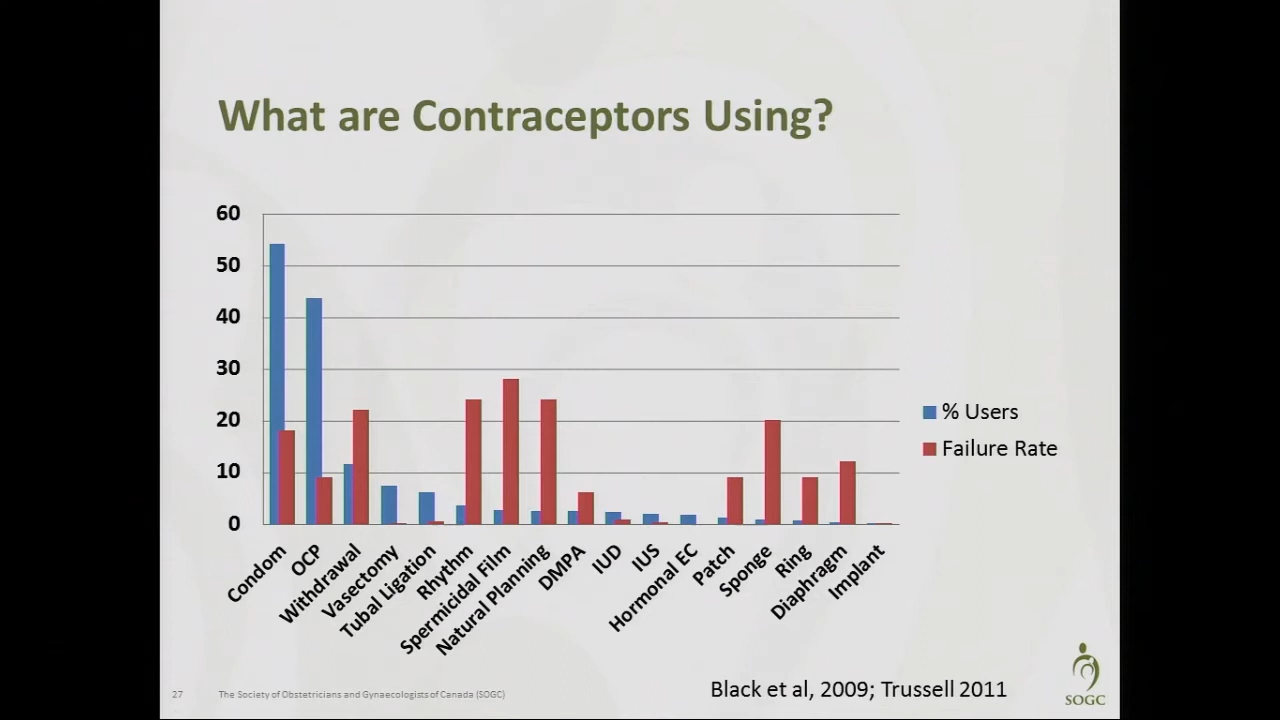 What are Contraceptors Using?
60
50
40
30
20
10
0
Condom
OCP
Withdrawal
Vasectomy
Tubal Ligation
Rhythm
Spermicidal Film
Natural Planning
DMPA
IUD
IUS
Hormonal EC
Patch
Sponge
Ring
Diaphragm
Implant
% Users
Failure Rate
27
The Society of Obstetricians and Gynaecologists of Canada (SOGC)
Black et al, 2009; Trussell 2011
SOGC